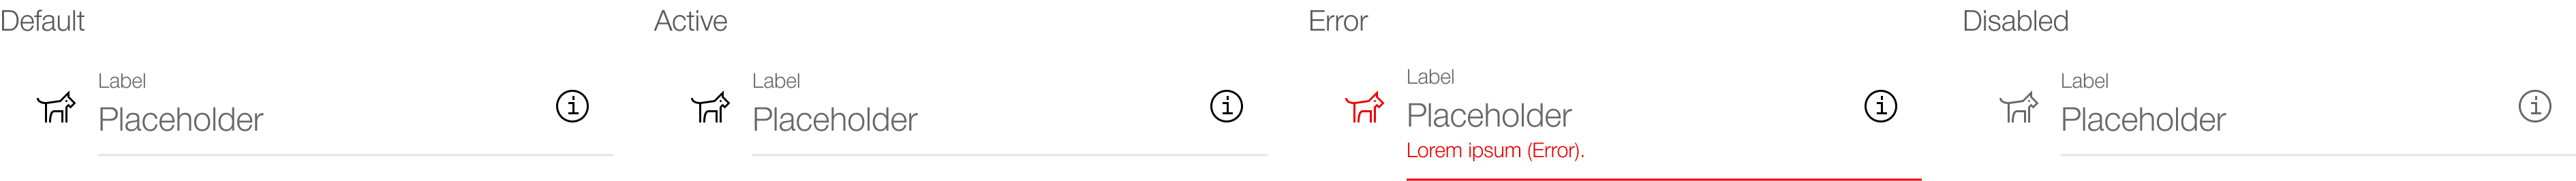 Default
Label
Placeholder
Active
Label
Placeholder
Error
Label
Placeholder
Lorem ipsum (Error).
Disabled
Label
Placeholder